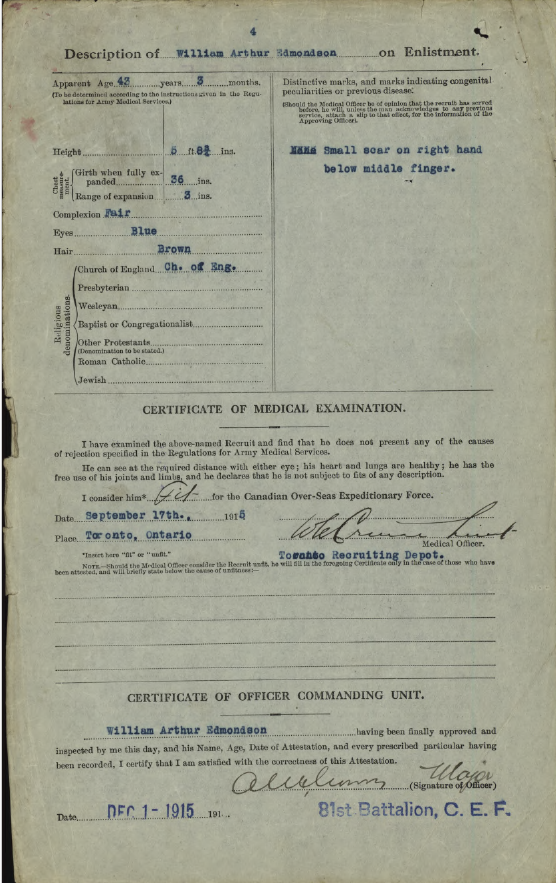 4
Description of William Arthur Edmondson on Enlistment.
Apparent Age 43 years 3 months.
(To be determined according to the instructions given in the Regu-
lations for Army Medical Services.)
Height 5 ft. ins.
Chest
measure-
ment.
Girth when fully ex-
panded 36 ins.
Range of expansion 3 ins.
Complexion Fair
Eyes Blue
Hair Brown
Religious
denominations.
Church of England Ch. of Eng.
Presbyterian
Wesleyan
Baptist or Congregationalist
Other Protestants
(Denomination to be stated.)
Roman Catholic
Jewish
Distinctive marks, and marks indicating congenital
peculiarities or previous disease.
(Should the Medical Officer be of opinion that the recruit has served
before, he will, unless the man acknowledges to any previous
service, attach a slip to that effect, for the information of the
Approving Officer).
Small scar on right hand
below middle finger.
CERTIFICATE OF MEDICAL EXAMINATION.
I have examined the above-named Recruit and find that he does not present any of the causes
of rejection specified in the Regulations for Army Medical Services.
He can see at the required distance with either eye; his heart and lungs are healthy; he has the
free use of his joints and limbs, and he declares that he is not subject to fits of any description.
I consider him* Fit for the Canadian Over-Seas Expeditionary Force.
Date September 17th., 1915
Place Toronto, Ontario
Medical Officer.
*Insert here "fit" or "unfit."
Toronto Recruiting Depot.
NOTE.—Should the Medical Officer consider the Recruit unfit, he will fill in the foregoing Certificate only in the case of those who have
been attested, and will briefly state below the cause of unfitness:—
CERTIFICATE OF OFFICER COMMANDING UNIT.
William Arthur Edmondson having been finally approved and
inspected by me this day, and his Name, Age, Date of Attestation, and every prescribed particular having
been recorded, I certify that I am satisfied with the correctness of this Attestation.
Major
(Signature of Officer)
Date DEC 1- 1915 191
81st Battalion, C. E. F.